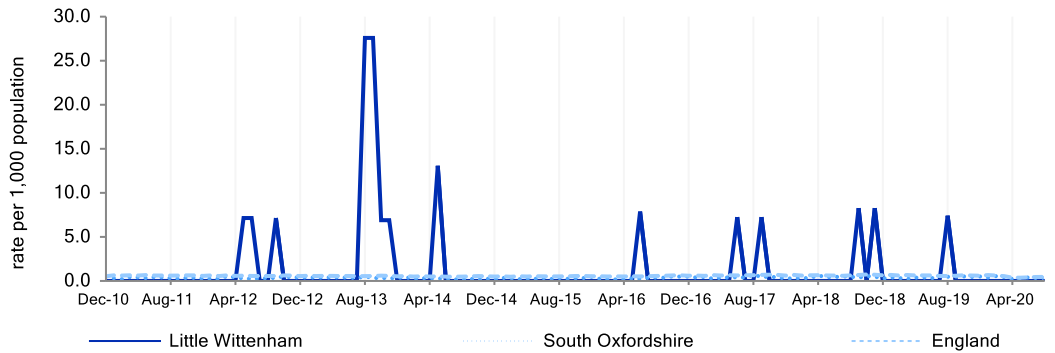 rate per 1,000 population
30.0
25.0
20.0
15.0
10.0
5.0
0.0
Dec-10 Aug-11 Apr-12 Dec-12 Aug-13 Apr-14 Dec-14 Aug-15 Apr-16 Dec-16 Aug-17 Apr-18 Dec-18 Aug-19 Apr-20
Little Wittenham South Oxfordshire England